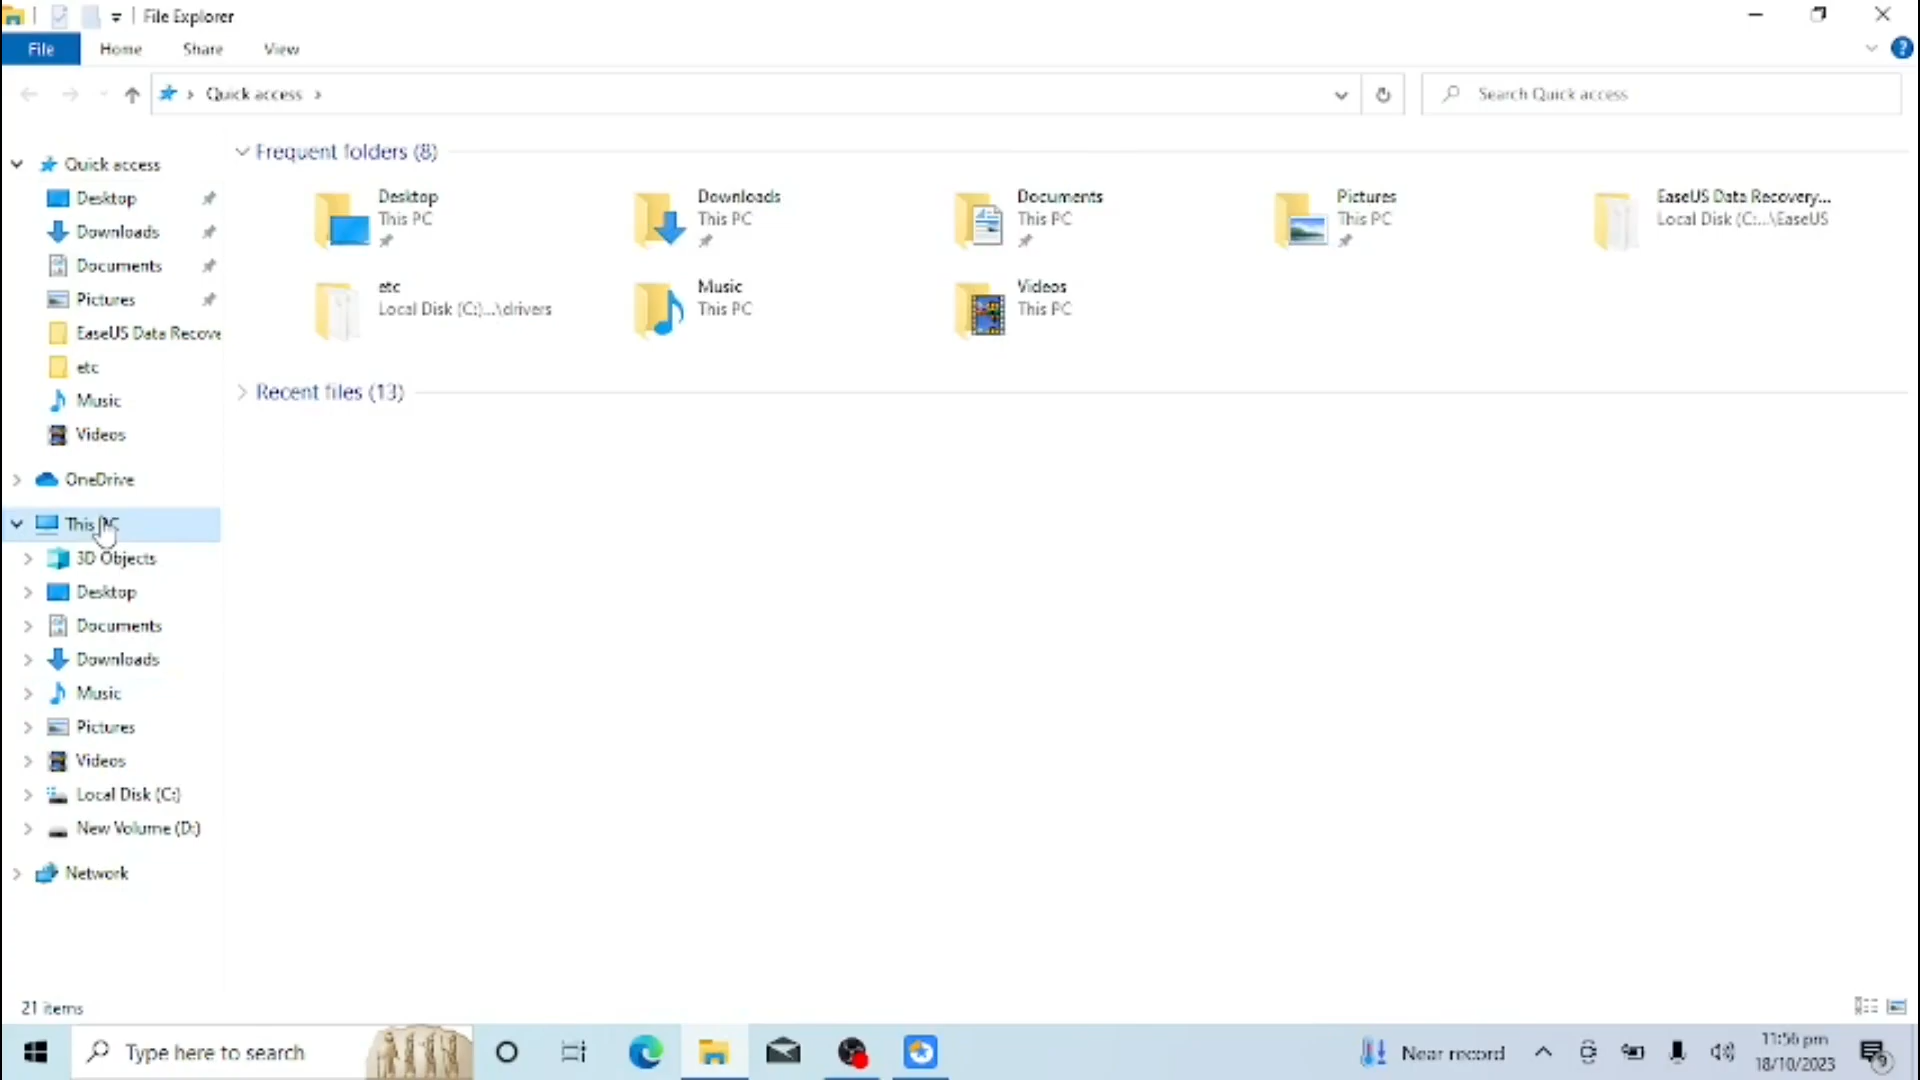 File Explorer
File Home Share View
Quick access
Search Quick access
Quick access
Desktop
Downloads
Documents
Pictures
EaseUS Data Recove
etc
Music
Videos
OneDrive
This PC
3D Objects
Desktop
Documents
Downloads
Music
Pictures
Videos
Local Disk (C:)
New Volume (D:)
Network
Frequent folders (8)
Desktop
This PC
Downloads
This PC
Documents
This PC
Pictures
This PC
EaseUS Data Recovery...
Local Disk (C:...\EaseUS
etc
Local Disk (C:)...\drivers
Music
This PC
Videos
This PC
Recent files (13)
21 items
Type here to search
Near record
11:56 pm
18/10/2023
9